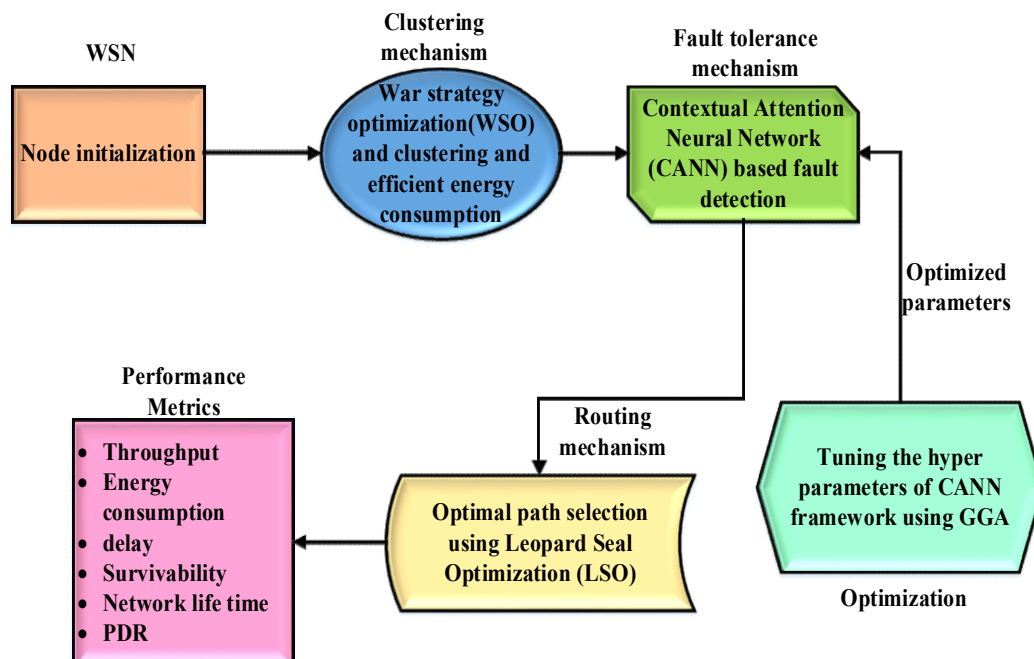 WSN
Node initialization
Clustering
mechanism
War strategy
optimization(WSO)
and clustering and
efficient energy
consumption
Fault tolerance
mechanism
Contextual Attention
Neural Network
(CANN) based fault
detection
Optimized
parameters
Tuning the hyper
parameters of CANN
framework using GGA
Optimization
Routing
mechanism
Optimal path selection
using Leopard Seal
Optimization (LSO)
Performance
Metrics
• Throughput
• Energy
consumption
• delay
• Survivability
• Network life time
• PDR